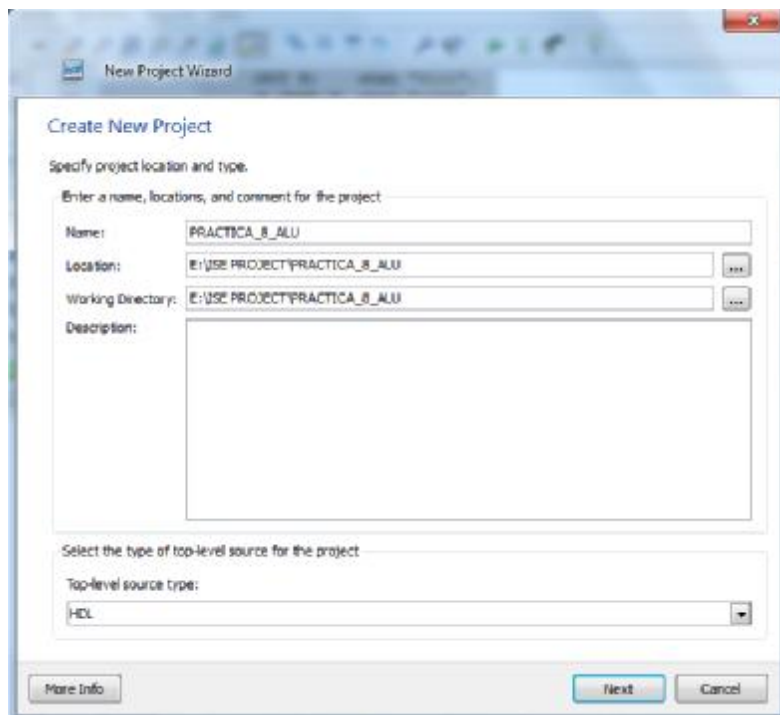 New Project Wizard
Create New Project
Specify project location and type.
Enter a name, locations, and comment for the project
Name: PRACTICA_8_ALU
Location: E:\ISE PROJECT\PRACTICA_8_ALU ...
Working Directory: E:\ISE PROJECT\PRACTICA_8_ALU ...
Description:
Select the type of top-level source for the project
Top-level source type:
HDL
More Info Next Cancel